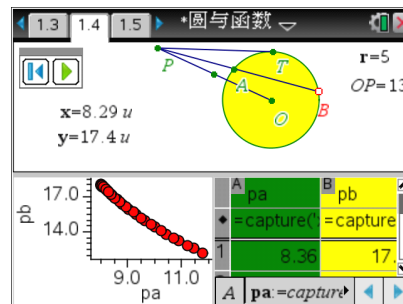 1.3 1.4 1.5 *圆与函数
P T r=5
A OP=13
O B
x=8.29 u
y=17.4 u
A pa B pb
=capture(' =capture
1 8.36 17.
17.0
14.0
pb
9.0 11.0
pa
A pa:=capture